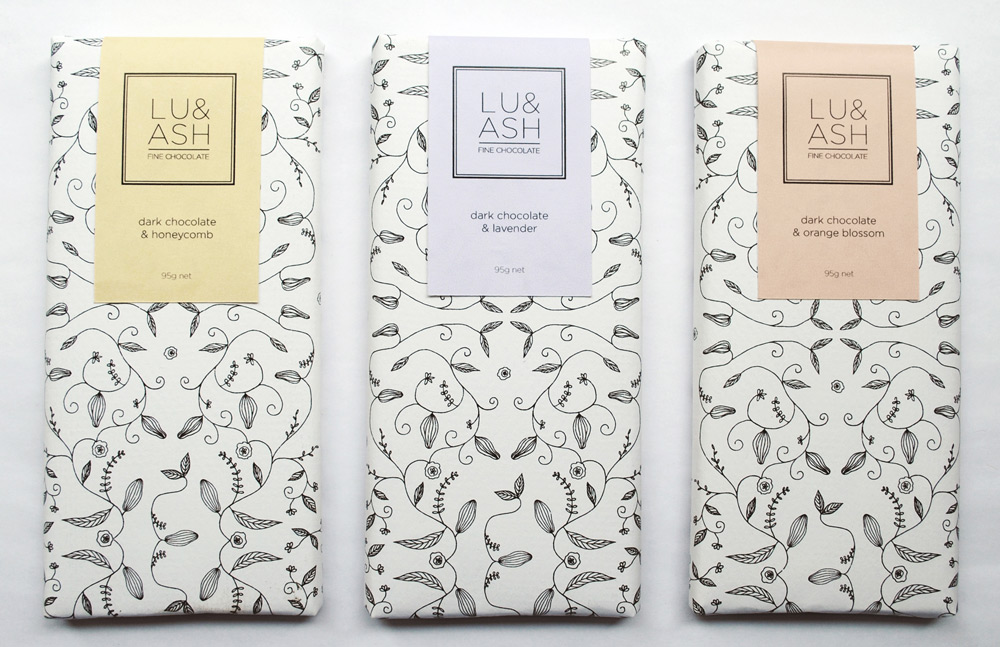 LU&
ASH
FINE CHOCOLATE
dark chocolate
& honeycomb
95g net
LU&
ASH
FINE CHOCOLATE
dark chocolate
& lavender
95g net
LU&
ASH
FINE CHOCOLATE
dark chocolate
& orange blossom
95g net